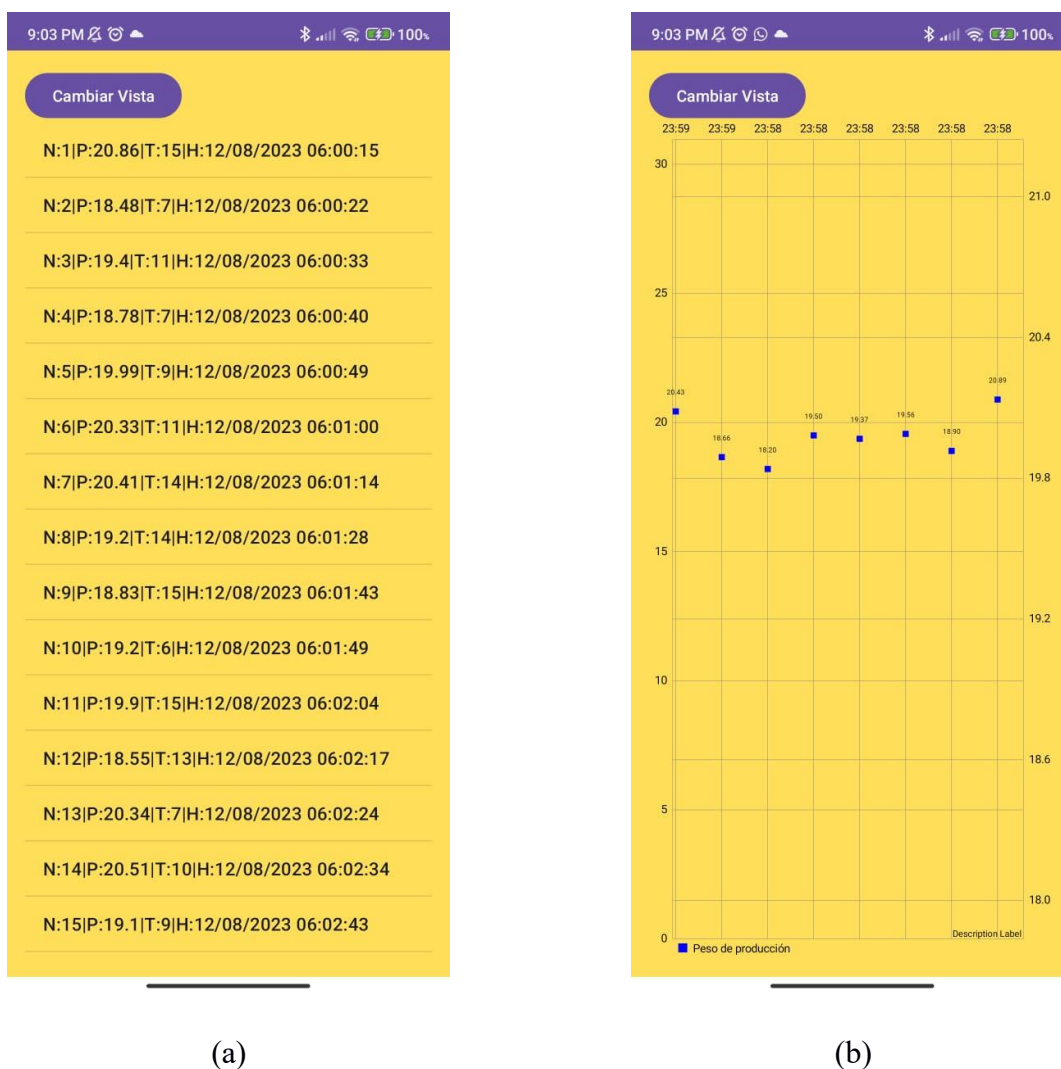 9:03 PM 100%
Cambiar Vista
N:1|P:20.86|T:15|H:12/08/2023 06:00:15
N:2|P:18.48|T:7|H:12/08/2023 06:00:22
N:3|P:19.4|T:11|H:12/08/2023 06:00:33
N:4|P:18.78|T:7|H:12/08/2023 06:00:40
N:5|P:19.99|T:9|H:12/08/2023 06:00:49
N:6|P:20.33|T:11|H:12/08/2023 06:01:00
N:7|P:20.41|T:14|H:12/08/2023 06:01:14
N:8|P:19.2|T:14|H:12/08/2023 06:01:28
N:9|P:18.83|T:15|H:12/08/2023 06:01:43
N:10|P:19.2|T:6|H:12/08/2023 06:01:49
N:11|P:19.9|T:15|H:12/08/2023 06:02:04
N:12|P:18.55|T:13|H:12/08/2023 06:02:17
N:13|P:20.34|T:7|H:12/08/2023 06:02:24
N:14|P:20.51|T:10|H:12/08/2023 06:02:34
N:15|P:19.1|T:9|H:12/08/2023 06:02:43
(a)
9:03 PM 100%
Cambiar Vista
23:59 23:59 23:58 23:58 23:58 23:58 23:58 23:58
30
21.0
25
20.4
20.89
20.43
20
19.50 19.37 19.56
18.90
18.66
18.20
19.8
15
19.2
10
18.6
5
18.0
0
Description Label
Peso de producción
(b)